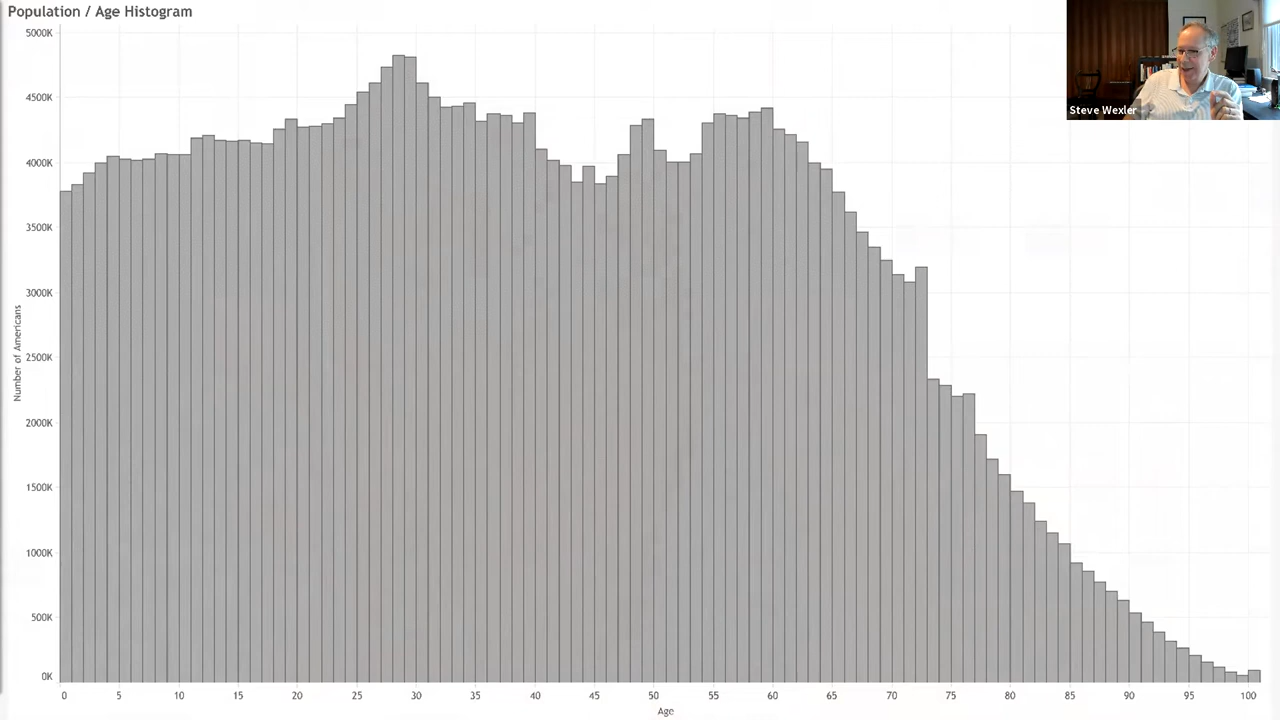 Population / Age Histogram
Steve Wexler
5000K
4500K
4000K
3500K
3000K
2500K
2000K
1500K
1000K
500K
0K
Number of Americans
0 5 10 15 20 25 30 35 40 45 50 55 60 65 70 75 80 85 90 95 100
Age